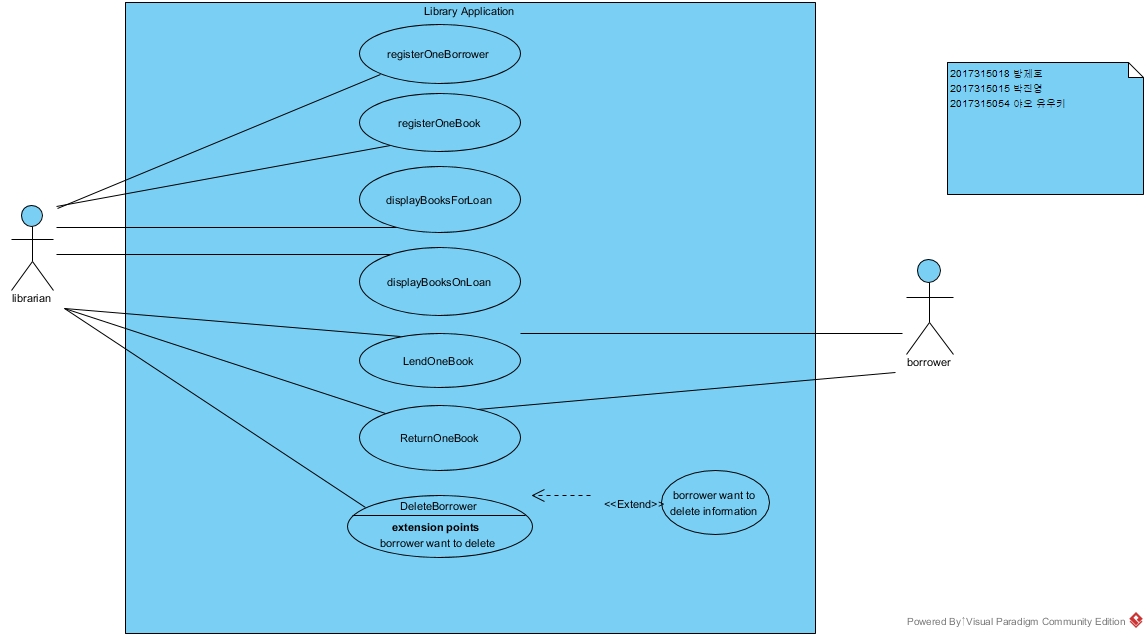 Library Application
registerOneBorrower
registerOneBook
displayBooksForLoan
displayBooksOnLoan
LendOneBook
ReturnOneBook
DeleteBorrower
extension points
borrower want to delete
<<Extend>>
borrower want to
delete information
librarian
borrower
2017315018 방제호
2017315015 박진영
2017315054 야오 유우키
Powered By Visual Paradigm Community Edition